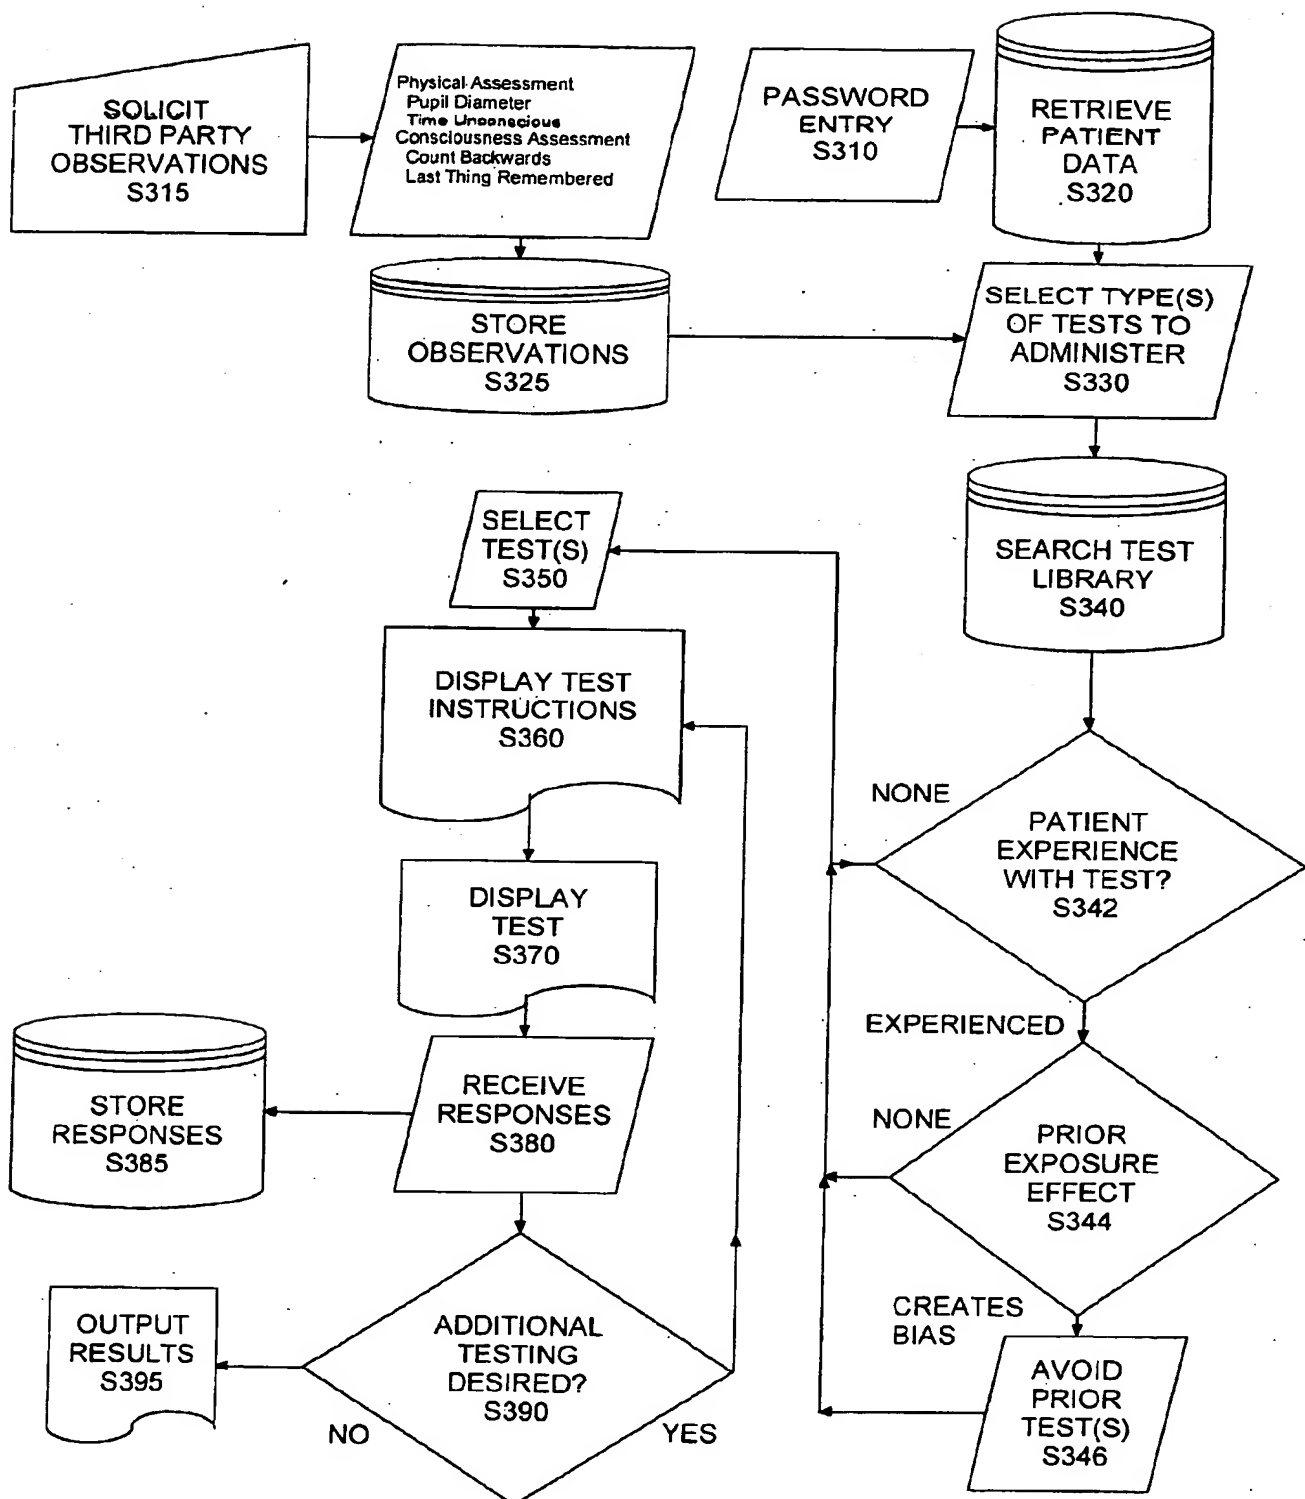 SOLICIT
THIRD PARTY
OBSERVATIONS
S315
Physical Assessment
Pupil Diameter
Time Unconscious
Consciousness Assessment
Count Backwards
Last Thing Remembered
PASSWORD
ENTRY
S310
RETRIEVE
PATIENT
DATA
S320
STORE
OBSERVATIONS
S325
SELECT TYPE(S)
OF TESTS TO
ADMINISTER
S330
SEARCH TEST
LIBRARY
S340
SELECT
TEST(S)
S350
DISPLAY TEST
INSTRUCTIONS
S360
NONE
PATIENT
EXPERIENCE
WITH TEST?
S342
DISPLAY
TEST
S370
EXPERIENCED
RECEIVE
RESPONSES
S380
STORE
RESPONSES
S385
NONE
PRIOR
EXPOSURE
EFFECT
S344
CREATES
BIAS
AVOID
PRIOR
TEST(S)
S346
ADDITIONAL
TESTING
DESIRED?
S390
NO
YES
OUTPUT
RESULTS
S395